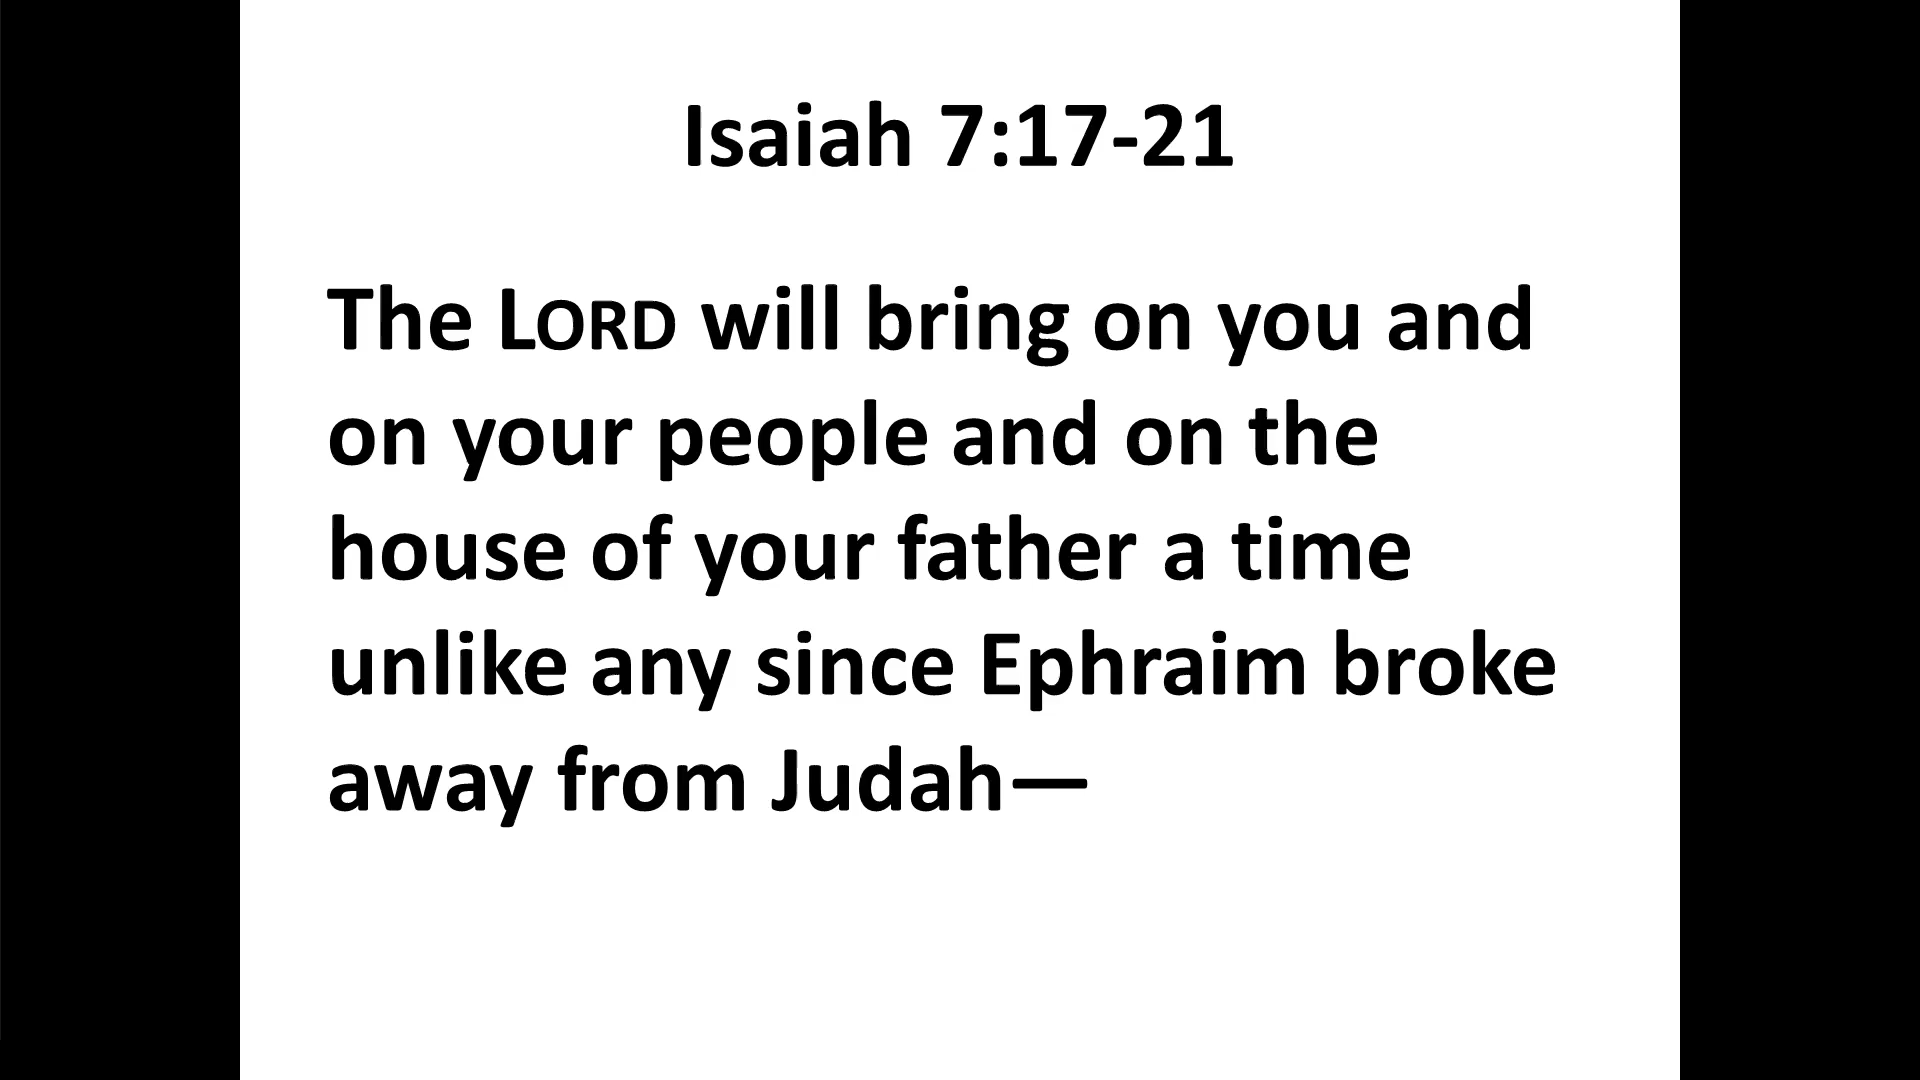 Isaiah 7:17-21
The LORD will bring on you and
on your people and on the
house of your father a time
unlike any since Ephraim broke
away from Judah—